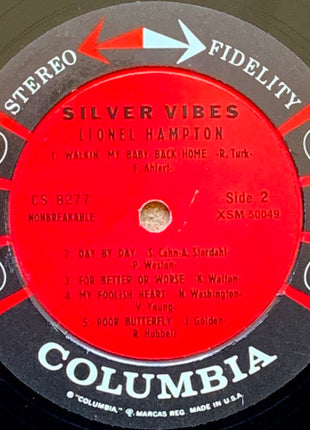 STEREO FIDELITY
SILVER VIBES
LIONEL HAMPTON
1. WALKIN' MY BABY BACK HOME -R. Turk-
F. Ahlert-
CS 8277
NONBREAKABLE
Side 2
XSM 50049
2. DAY BY DAY S. Cahn-A. Stordahl-
P. Weston
3. FOR BETTER OR WORSE -K. Walton-
4. MY FOOLISH HEART -N. Washington-
V. Young
5. POOR BUTTERFLY -J. Golden-
R. Hubbell
COLUMBIA
® "COLUMBIA," MARCAS REG. MADE IN U.S.A.